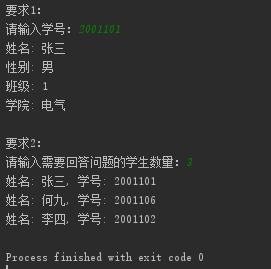 要求1:
请输入学号: 2001101
姓名: 张三
性别: 男
班级: 1
学院: 电气
要求2:
请输入需要回答问题的学生数量: 3
姓名: 张三, 学号: 2001101
姓名: 何九, 学号: 2001106
姓名: 李四, 学号: 2001102
Process finished with exit code 0